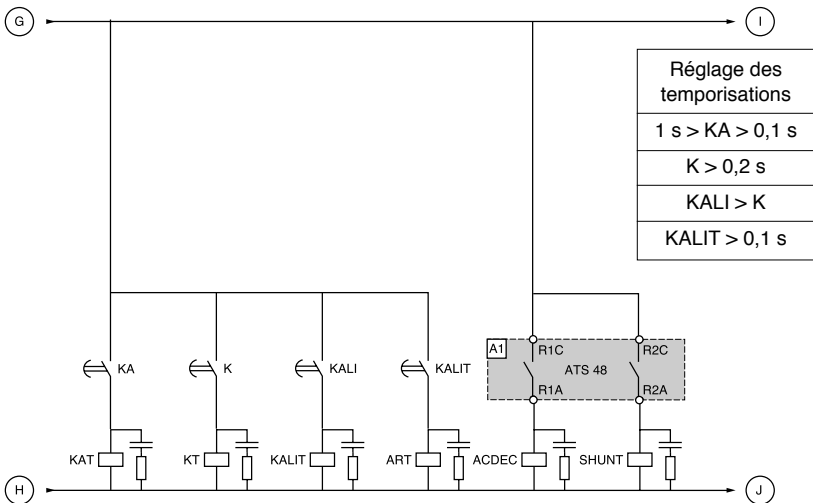 G
I
Réglage des
temporisations
1 s > KA > 0,1 s
K > 0,2 s
KALI > K
KALIT > 0,1 s
A1
R1C
R2C
KA
K
KALI
KALIT
ATS 48
R1A
R2A
KAT
KT
KALIT
ART
ACDEC
SHUNT
H
J